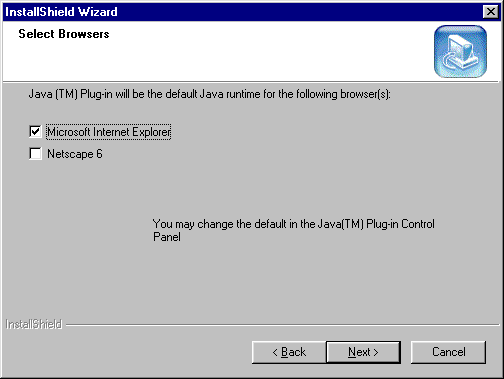 InstallShield Wizard
Select Browsers
Java (TM) Plug-in will be the default Java runtime for the following browser(s):
Microsoft Internet Explorer
Netscape 6
You may change the default in the Java(TM) Plug-in Control
Panel
InstallShield
< Back
Next >
Cancel